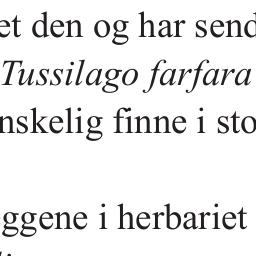 et den og har send
Tussilago farfara
nskelig finne i sto
ggene i herbariet